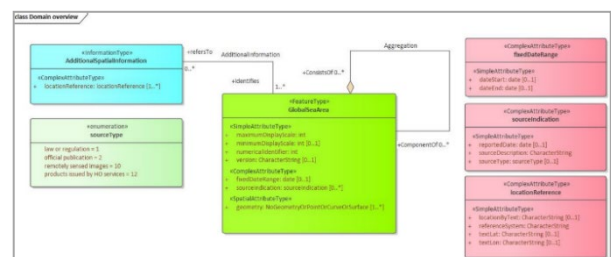 class Domain overview
«InformationType»
AdditionalSpatialInformation
«ComplexAttributeType»
+ locationReference: locationReference [1..*]
+refersTo
0..*
AdditionalInformation
+identifies
1..*
Aggregation
+ConsistsOf 0..*
+ComponentOf 0..*
«enumeration»
sourceType
law or regulation = 1
official publication = 2
remotely sensed images = 10
products issued by HO services = 12
«FeatureType»
GlobalSeaArea
«SimpleAttributeType»
+ maximumDisplayScale: int
+ minimumDisplayScale: int [0..1]
+ numericalIdentifier: int
+ version: CharacterString [0..1]
«ComplexAttributeType»
+ fixedDateRange: date [0..1]
+ sourceIndication: sourceIndication [0..*]
«SpatialAttributeType»
+ geometry: NoGeometryOrPointOrCurveOrSurface [1..*]
«ComplexAttributeType»
fixedDateRange
«SimpleAttributeType»
+ dateStart: date [0..1]
+ dateEnd: date [0..1]
«ComplexAttributeType»
sourceIndication
«SimpleAttributeType»
+ reportedDate: date [0..1]
+ sourceDescription: CharacterString
+ sourceType: sourceType [0..1]
«ComplexAttributeType»
locationReference
«SimpleAttributeType»
+ locationByText: CharacterString [0..1]
+ referenceSystem: CharacterString
+ textLat: CharacterString [0..1]
+ textLon: CharacterString [0..1]